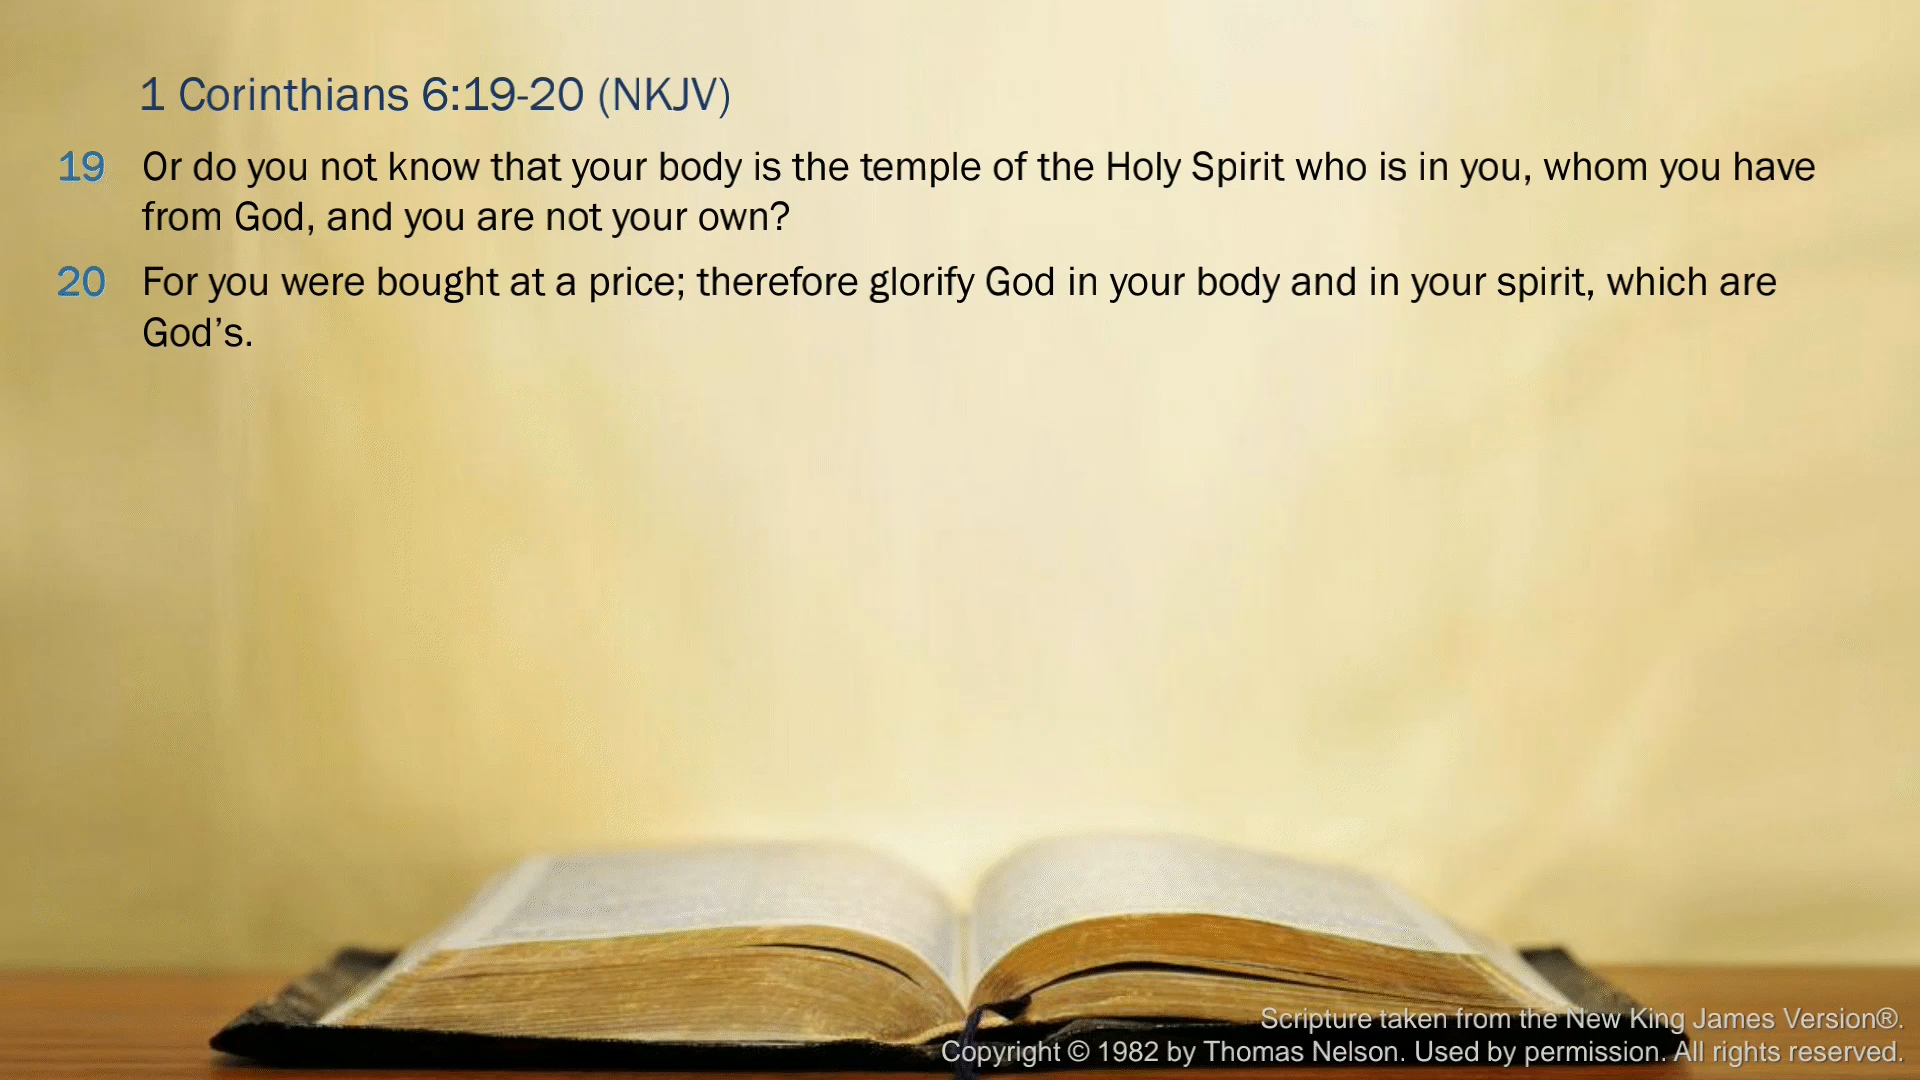 1 Corinthians 6:19-20 (NKJV)
19 Or do you not know that your body is the temple of the Holy Spirit who is in you, whom you have
from God, and you are not your own?
20 For you were bought at a price; therefore glorify God in your body and in your spirit, which are
God’s.
Scripture taken from the New King James Version®.
Copyright © 1982 by Thomas Nelson. Used by permission. All rights reserved.